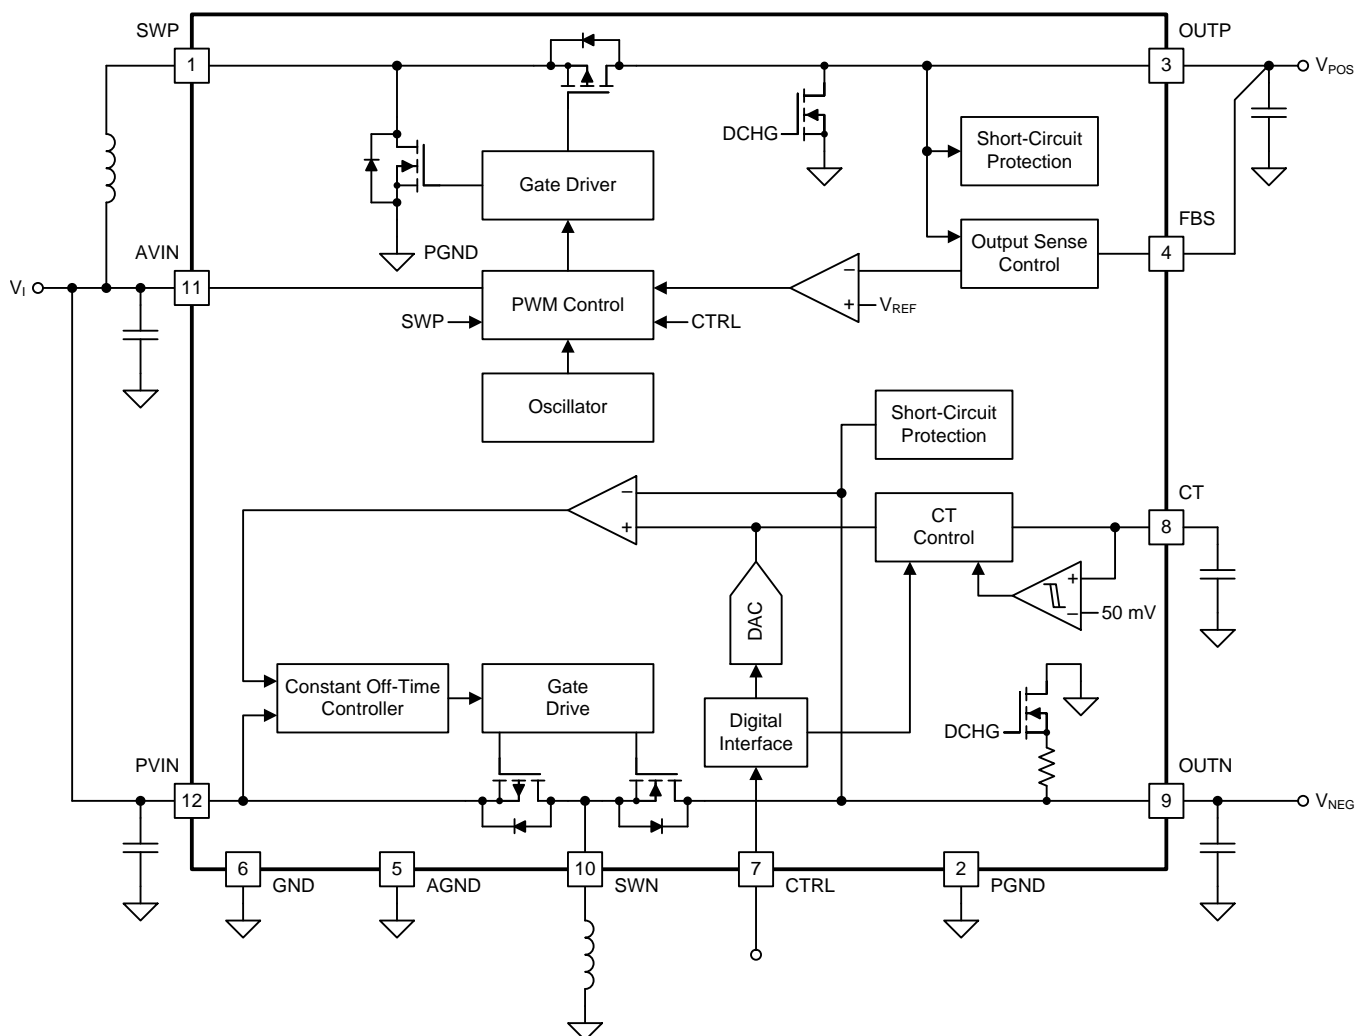 SWP
OUTP
1
3
VPOS
DCHG
Short-Circuit
Protection
Gate Driver
FBS
AVIN
PGND
Output Sense
Control
4
VI
11
PWM Control
−
+
VREF
SWP
CTRL
Oscillator
Short-Circuit
Protection
CT
−
+
CT
Control
8
+
−
50 mV
DAC
Constant Off-Time
Controller
Gate
Drive
Digital
Interface
DCHG
PVIN
OUTN
12
9
VNEG
6
GND
5
AGND
10
SWN
7
CTRL
2
PGND